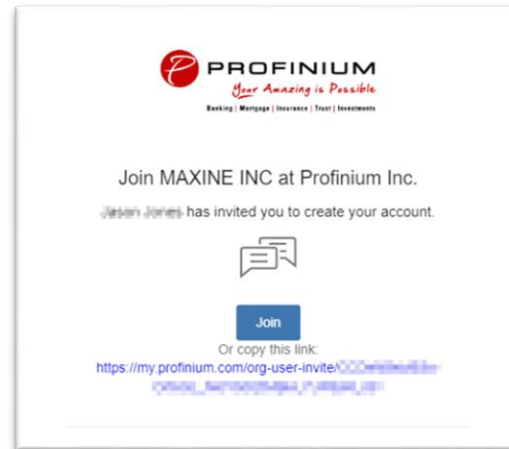 PROFINIUM
Your Amazing is Possible
Banking | Mortgage | Insurance | Trust | Investments
Join MAXINE INC at Profinium Inc.
has invited you to create your account.
Join
Or copy this link:
https://my.profinium.com/org-user-invite/